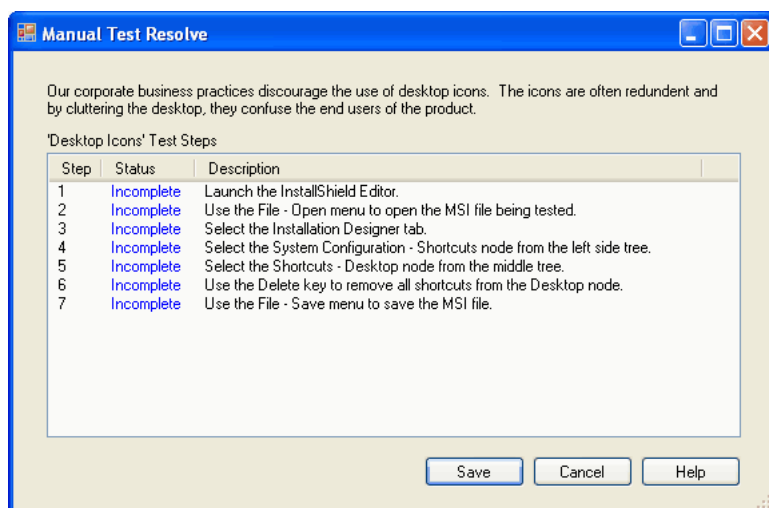 Manual Test Resolve
Our corporate business practices discourage the use of desktop icons.  The icons are often redundent and
by cluttering the desktop, they confuse the end users of the product.
'Desktop Icons' Test Steps
Step Status Description
1 Incomplete Launch the InstallShield Editor.
2 Incomplete Use the File - Open menu to open the MSI file being tested.
3 Incomplete Select the Installation Designer tab.
4 Incomplete Select the System Configuration - Shortcuts node from the left side tree.
5 Incomplete Select the Shortcuts - Desktop node from the middle tree.
6 Incomplete Use the Delete key to remove all shortcuts from the Desktop node.
7 Incomplete Use the File - Save menu to save the MSI file.
Save Cancel Help